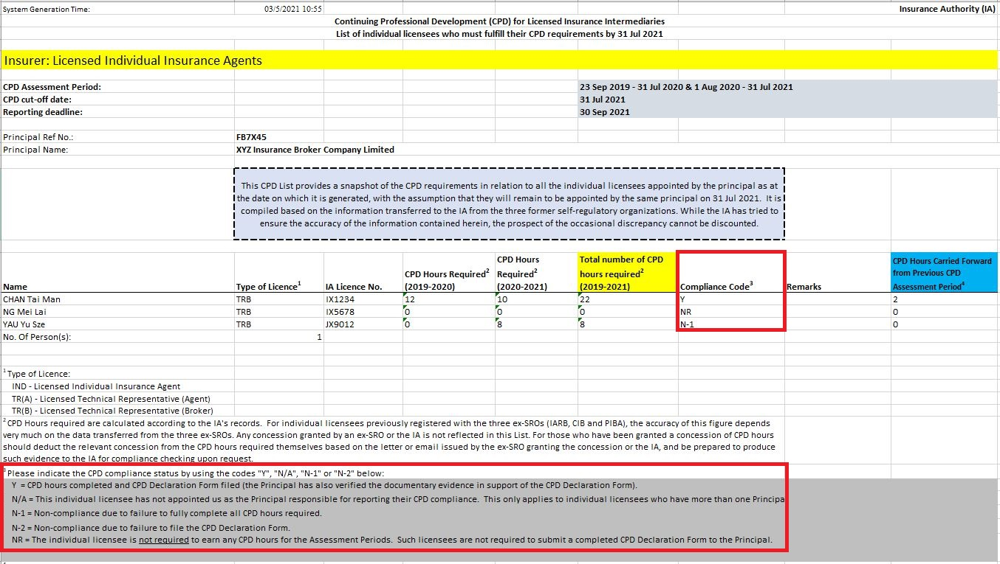 System Generation Time: 03/5/2021 10:55 Insurance Authority (IA)
Continuing Professional Development (CPD) for Licensed Insurance Intermediaries
List of individual licensees who must fulfill their CPD requirements by 31 Jul 2021
Insurer: Licensed Individual Insurance Agents
CPD Assessment Period: 23 Sep 2019 - 31 Jul 2020 & 1 Aug 2020 - 31 Jul 2021
CPD cut-off date: 31 Jul 2021
Reporting deadline: 30 Sep 2021
Principal Ref No.: FB7X45
Principal Name: XYZ Insurance Broker Company Limited
This CPD List provides a snapshot of the CPD requirements in relation to all the individual licensees appointed by the principal as at
the date on which it is generated, with the assumption that they will remain to be appointed by the same principal on 31 Jul 2021. It is
compiled based on the information transferred to the IA from the three former self-regulatory organizations. While the IA has tried to
ensure the accuracy of the information contained herein, the prospect of the occasional discrepancy cannot be discounted.
CPD Hours Total number of CPD CPD Hours Carried Forward
CPD Hours Required² Required² hours required² from Previous CPD
Name Type of Licence¹ IA Licence No. (2019-2020) (2020-2021) (2019-2021) Compliance Code³ Remarks Assessment Period⁴
CHAN Tai Man TRB IX1234 12 10 22 Y 2
NG Mei Lai TRB IX5678 0 0 0 NR 0
YAU Yu Sze TRB JX9012 0 8 8 N-1 0
No. Of Person(s): 1
¹ Type of Licence:
IND - Licensed Individual Insurance Agent
TR(A) - Licensed Technical Representative (Agent)
TR(B) - Licensed Technical Representative (Broker)
² CPD Hours required are calculated according to the IA's records. For individual licensees previously registered with the three ex-SROs (IARB, CIB and PIBA), the accuracy of this figure depends
very much on the data transferred from the three ex-SROs. Any concession granted by an ex-SRO or the IA is not reflected in this List. For those who have been granted a concession of CPD hours
should deduct the relevant concession from the CPD hours required themselves based on the letter or email issued by the ex-SRO granting the concession or the IA, and be prepared to produce
such evidence to the IA for compliance checking upon request.
³ Please indicate the CPD compliance status by using the codes "Y", "N/A", "N-1" or "N-2" below:
Y = CPD hours completed and CPD Declaration Form filed (the Principal has also verified the documentary evidence in support of the CPD Declaration Form).
N/A = This individual licensee has not appointed us as the Principal responsible for reporting their CPD compliance. This only applies to individual licensees who have more than one Principa
N-1 = Non-compliance due to failure to fully complete all CPD hours required.
N-2 = Non-compliance due to failure to file the CPD Declaration Form.
NR = The individual licensee is not required to earn any CPD hours for the Assessment Periods. Such licensees are not required to submit a completed CPD Declaration Form to the Principal.